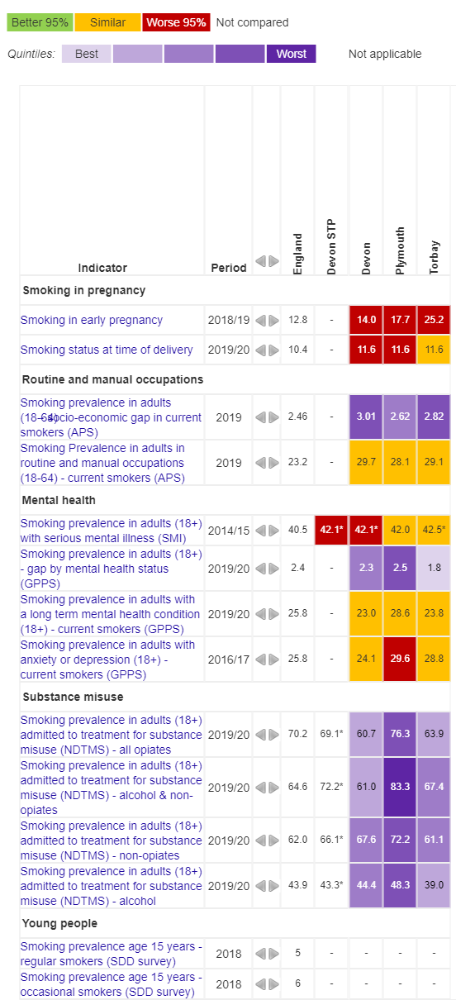 Better 95% Similar Worse 95% Not compared
Quintiles: Best Worst Not applicable
Indicator Period England Devon STP Devon Plymouth Torbay
Smoking in pregnancy
Smoking in early pregnancy 2018/19 12.8 - 14.0 17.7 25.2
Smoking status at time of delivery 2019/20 10.4 - 11.6 11.6 11.6
Routine and manual occupations
Smoking prevalence in adults
(18-64) - socio-economic gap in current 2019 2.46 - 3.01 2.62 2.82
smokers (APS)
Smoking Prevalence in adults in
routine and manual occupations 2019 23.2 - 29.7 28.1 29.1
(18-64) - current smokers (APS)
Mental health
Smoking prevalence in adults (18+)
with serious mental illness (SMI) 2014/15 40.5 42.1* 42.1* 42.0 42.5*
Smoking prevalence in adults (18+)
- gap by mental health status 2019/20 2.4 - 2.3 2.5 1.8
(GPPS)
Smoking prevalence in adults with
a long term mental health condition 2019/20 25.8 - 23.0 28.6 23.8
(18+) - current smokers (GPPS)
Smoking prevalence in adults with
anxiety or depression (18+) - 2016/17 25.8 - 24.1 29.6 28.8
current smokers (GPPS)
Substance misuse
Smoking prevalence in adults (18+)
admitted to treatment for substance 2019/20 70.2 69.1* 60.7 76.3 63.9
misuse (NDTMS) - all opiates
Smoking prevalence in adults (18+)
admitted to treatment for substance 2019/20 64.6 72.2* 61.0 83.3 67.4
misuse (NDTMS) - alcohol & non-
opiates
Smoking prevalence in adults (18+)
admitted to treatment for substance 2019/20 62.0 66.1* 67.6 72.2 61.1
misuse (NDTMS) - non-opiates
Smoking prevalence in adults (18+)
admitted to treatment for substance 2019/20 43.9 43.3* 44.4 48.3 39.0
misuse (NDTMS) - alcohol
Young people
Smoking prevalence age 15 years -
regular smokers (SDD survey) 2018 5 - - - -
Smoking prevalence age 15 years -
occasional smokers (SDD survey) 2018 6 - - - -